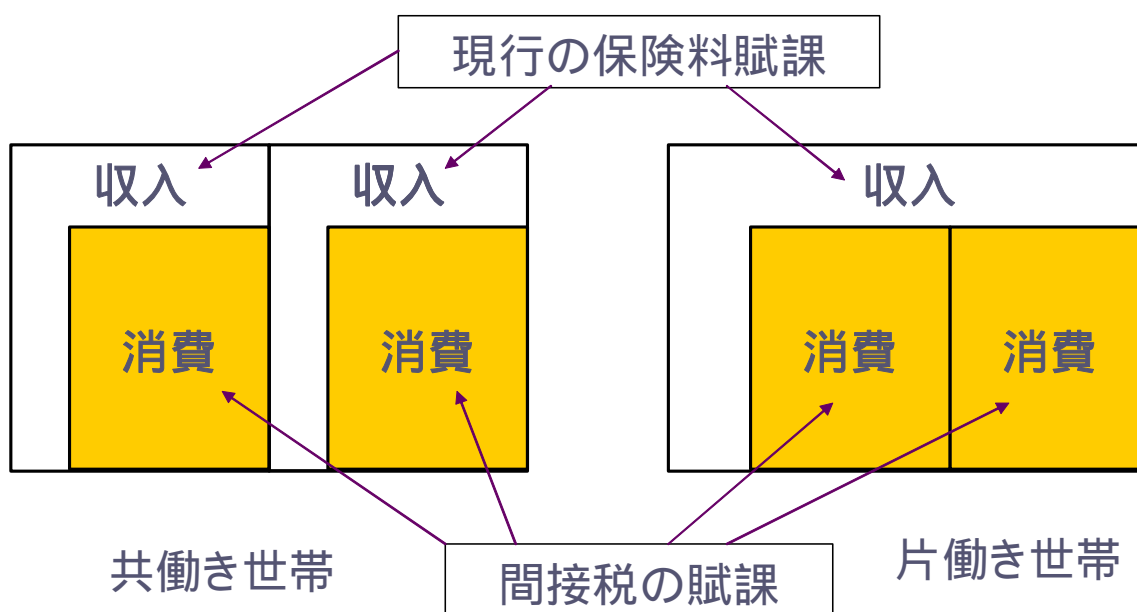 現行の保険料賦課
収入
収入
収入
消費
消費
消費
消費
共働き世帯
間接税の賦課
片働き世帯